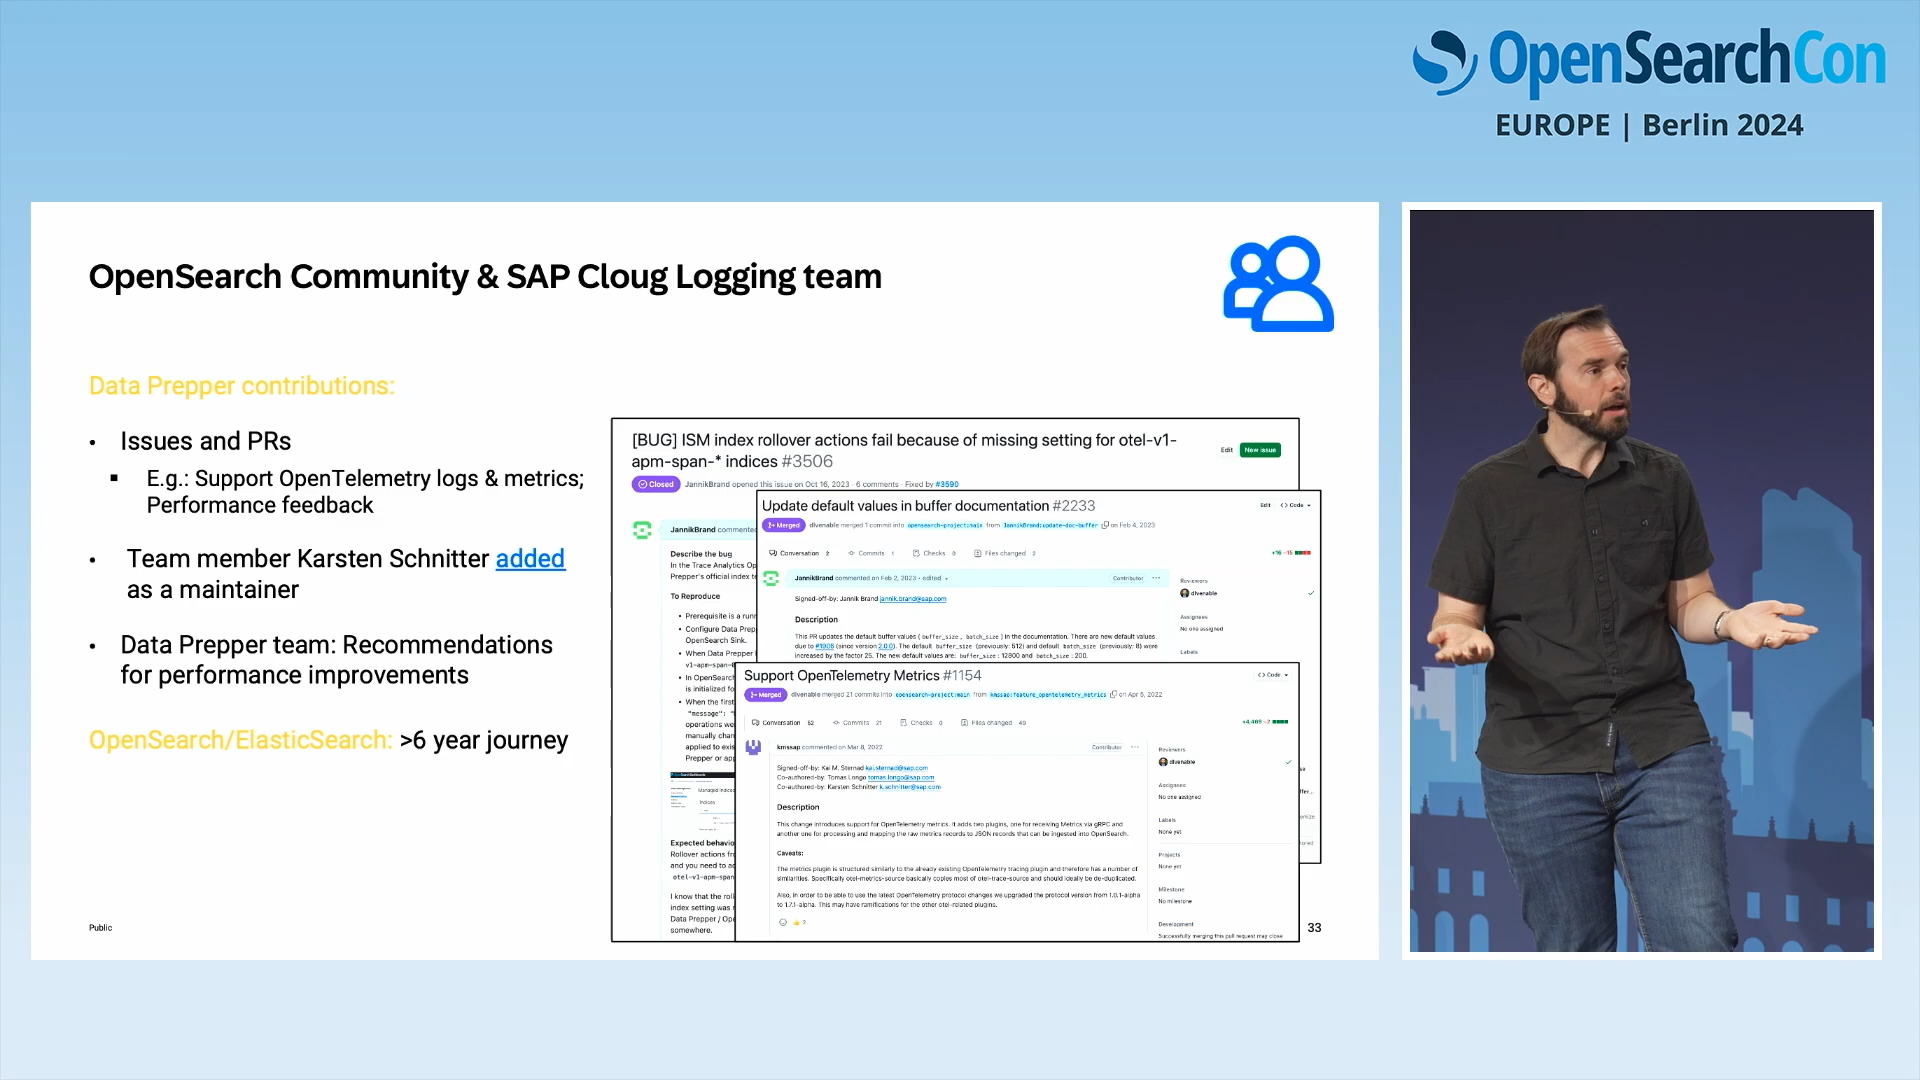 OpenSearchCon
EUROPE | Berlin 2024
OpenSearch Community & SAP Cloug Logging team
Data Prepper contributions:
• Issues and PRs
▪ E.g.: Support OpenTelemetry logs & metrics;
Performance feedback
• Team member Karsten Schnitter added
as a maintainer
• Data Prepper team: Recommendations
for performance improvements
OpenSearch/ElasticSearch: >6 year journey
Public
[BUG] ISM index rollover actions fail because of missing setting for otel-v1-
apm-span-* indices #3506
Edit New issue
Closed JannikBrand opened this issue on Oct 16, 2023 · 6 comments · Fixed by #3590
JannikBrand commente
Describe the bug
In the Trace Analytics Op
Prepper's official index te
To Reproduce
• Prerequisite is a runn
• Configure Data Prep
OpenSearch Sink.
• When Data Prepper
v1-apm-span-
• In OpenSearch
is initialized fo
• When the first
"message": "
operations we
manually chan
applied to exis
Prepper or app
Managed indices
Indices
Expected behavio
Rollover actions fro
and you need to ad
otel-v1-apm-span
I know that the roll
index setting was r
Data Prepper / Ope
somewhere.
Update default values in buffer documentation #2233
Edit <> Code
Merged dlvenable merged 1 commit into opensearch-project:main from JannikBrand:update-doc-buffer on Feb 4, 2023
Conversation 2 Commits 1 Checks 0 Files changed 2
+16 −15
JannikBrand commented on Feb 2, 2023 · edited
Contributor ···
Signed-off-by: Jannik Brand jannik.brand@sap.com
Description
This PR updates the default buffer values ( buffer_size , batch_size ) in the documentation. There are new default values
due to #1906 (since version 2.0.0). The default buffer_size (previously: 512) and default batch_size (previously: 8) were
increased by the factor 25. The new default values are: buffer_size : 12800 and batch_size : 200.
Reviewers
dlvenable
Assignees
No one assigned
Labels
Support OpenTelemetry Metrics #1154
<> Code
Merged dlvenable merged 21 commits into opensearch-project:main from kmssap:feature_opentelemetry_metrics on Apr 5, 2022
Conversation 52 Commits 21 Checks 0 Files changed 49
+4,469 −2
kmssap commented on Mar 8, 2022
Contributor ···
Signed-off-by: Kai M. Sternad kai.sternad@sap.com
Co-authored-by: Tomas Longo tomas.longo@sap.com
Co-authored-by: Karsten Schnitter k.schnitter@sap.com
Description
This change introduces support for OpenTelemetry metrics. It adds two plugins, one for receiving Metrics via gRPC and
another one for processing and mapping the raw metrics records to JSON records that can be ingested into OpenSearch.
Caveats:
The metrics plugin is structured similarly to the already existing OpenTelemetry tracing plugin and therefore has a number of
similarities. Specifically otel-metrics-source basically copies most of otel-trace-source and should ideally be de-duplicated.
Also, in order to be able to use the latest OpenTelemetry protocol changes we upgraded the protocol version from 1.0.1-alpha
to 1.7.1-alpha. This may have ramifications for the other otel-related plugins.
2
Reviewers
dlvenable
Assignees
No one assigned
Labels
None yet
Projects
None yet
Milestone
No milestone
Development
Successfully merging this pull request may close
33